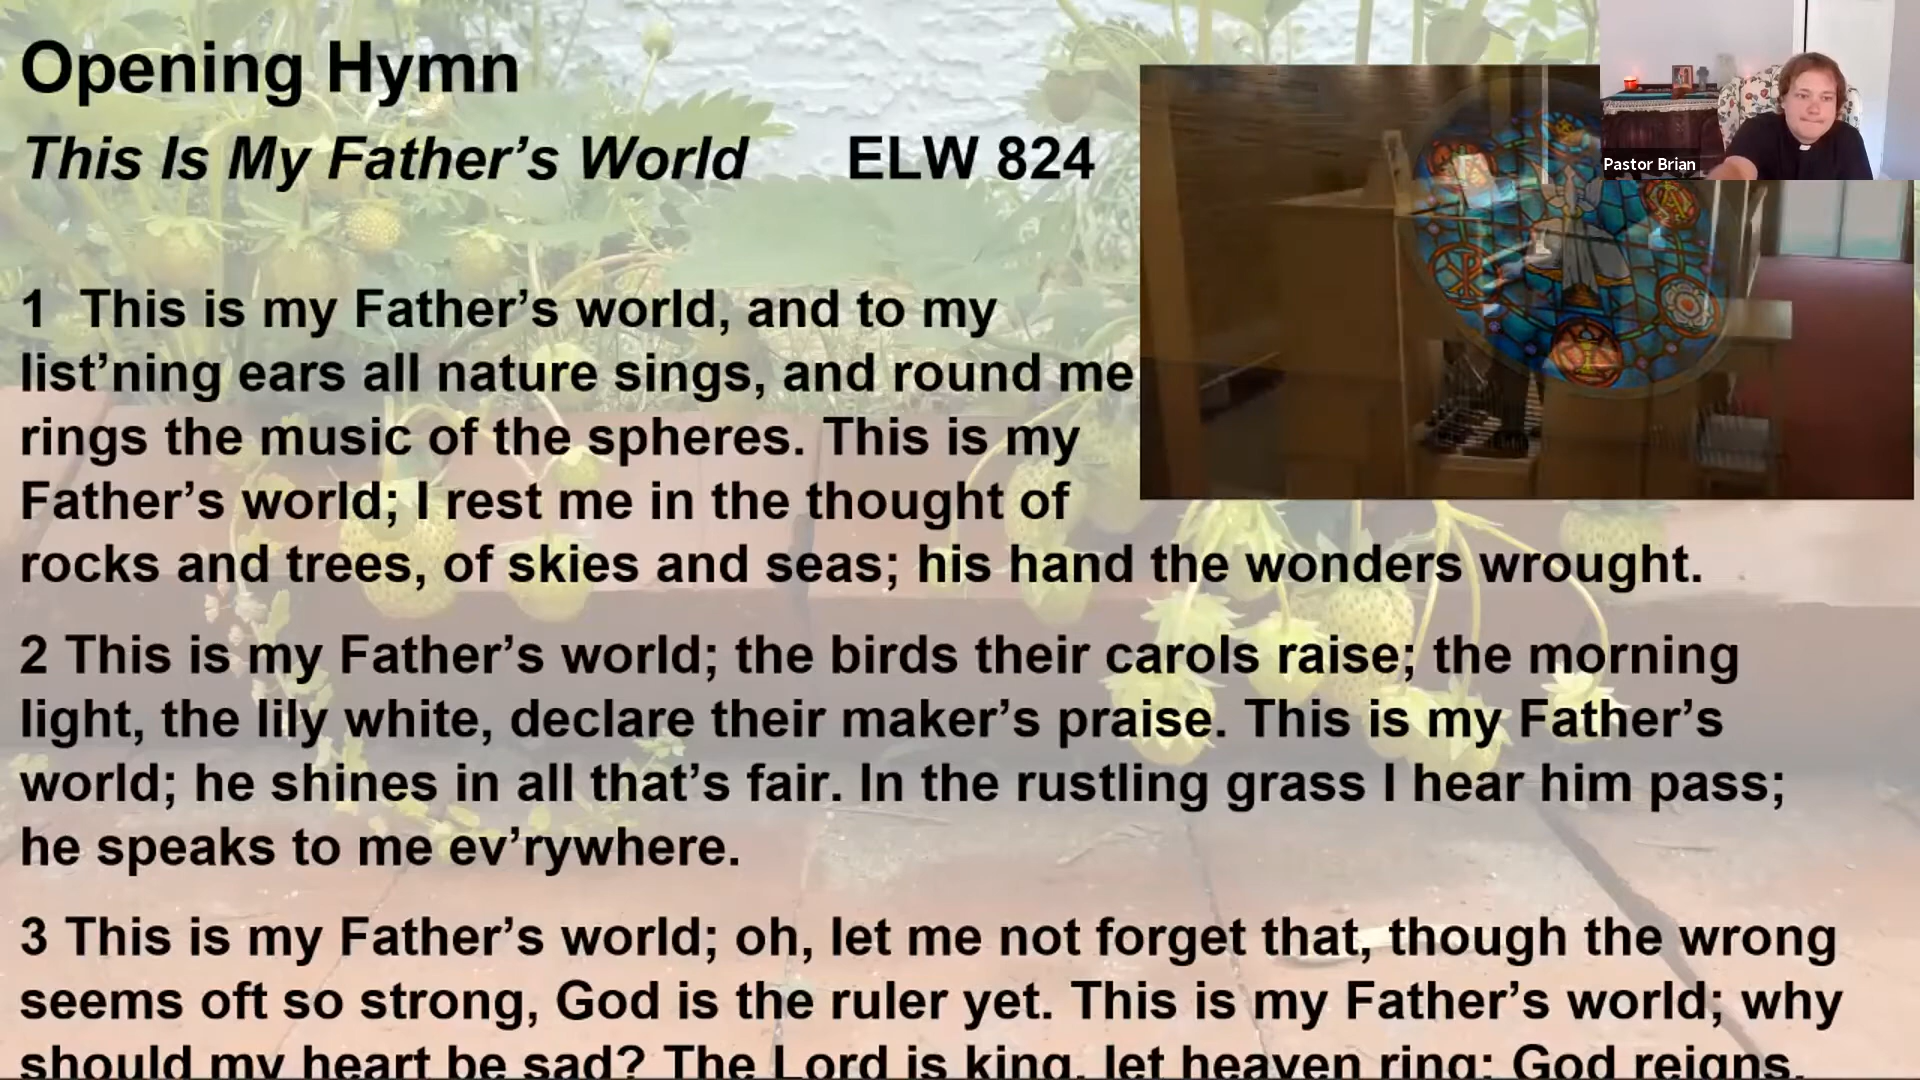 Opening Hymn
This Is My Father’s World ELW 824
Pastor Brian
1 This is my Father’s world, and to my
list’ning ears all nature sings, and round me
rings the music of the spheres. This is my
Father’s world; I rest me in the thought of
rocks and trees, of skies and seas; his hand the wonders wrought.
2 This is my Father’s world; the birds their carols raise; the morning
light, the lily white, declare their maker’s praise. This is my Father’s
world; he shines in all that’s fair. In the rustling grass I hear him pass;
he speaks to me ev’rywhere.
3 This is my Father’s world; oh, let me not forget that, though the wrong
seems oft so strong, God is the ruler yet. This is my Father’s world; why
should my heart be sad? The Lord is king, let heaven ring; God reigns,